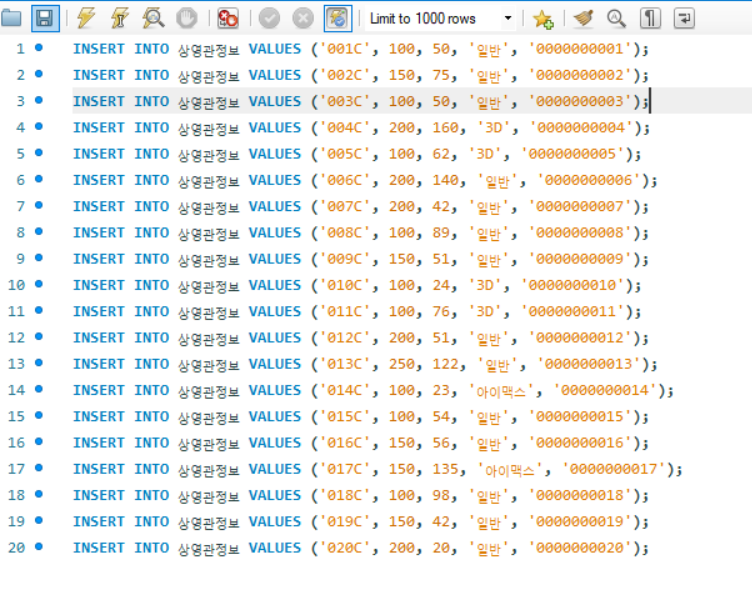 Limit to 1000 rows
1 INSERT INTO 상영관정보 VALUES ('001C', 100, 50, '일반', '0000000001');
2 INSERT INTO 상영관정보 VALUES ('002C', 150, 75, '일반', '0000000002');
3 INSERT INTO 상영관정보 VALUES ('003C', 100, 50, '일반', '0000000003');
4 INSERT INTO 상영관정보 VALUES ('004C', 200, 160, '3D', '0000000004');
5 INSERT INTO 상영관정보 VALUES ('005C', 100, 62, '3D', '0000000005');
6 INSERT INTO 상영관정보 VALUES ('006C', 200, 140, '일반', '0000000006');
7 INSERT INTO 상영관정보 VALUES ('007C', 200, 42, '일반', '0000000007');
8 INSERT INTO 상영관정보 VALUES ('008C', 100, 89, '일반', '0000000008');
9 INSERT INTO 상영관정보 VALUES ('009C', 150, 51, '일반', '0000000009');
10 INSERT INTO 상영관정보 VALUES ('010C', 100, 24, '3D', '0000000010');
11 INSERT INTO 상영관정보 VALUES ('011C', 100, 76, '3D', '0000000011');
12 INSERT INTO 상영관정보 VALUES ('012C', 200, 51, '일반', '0000000012');
13 INSERT INTO 상영관정보 VALUES ('013C', 250, 122, '일반', '0000000013');
14 INSERT INTO 상영관정보 VALUES ('014C', 100, 23, '아이맥스', '0000000014');
15 INSERT INTO 상영관정보 VALUES ('015C', 100, 54, '일반', '0000000015');
16 INSERT INTO 상영관정보 VALUES ('016C', 150, 56, '일반', '0000000016');
17 INSERT INTO 상영관정보 VALUES ('017C', 150, 135, '아이맥스', '0000000017');
18 INSERT INTO 상영관정보 VALUES ('018C', 100, 98, '일반', '0000000018');
19 INSERT INTO 상영관정보 VALUES ('019C', 150, 42, '일반', '0000000019');
20 INSERT INTO 상영관정보 VALUES ('020C', 200, 20, '일반', '0000000020');